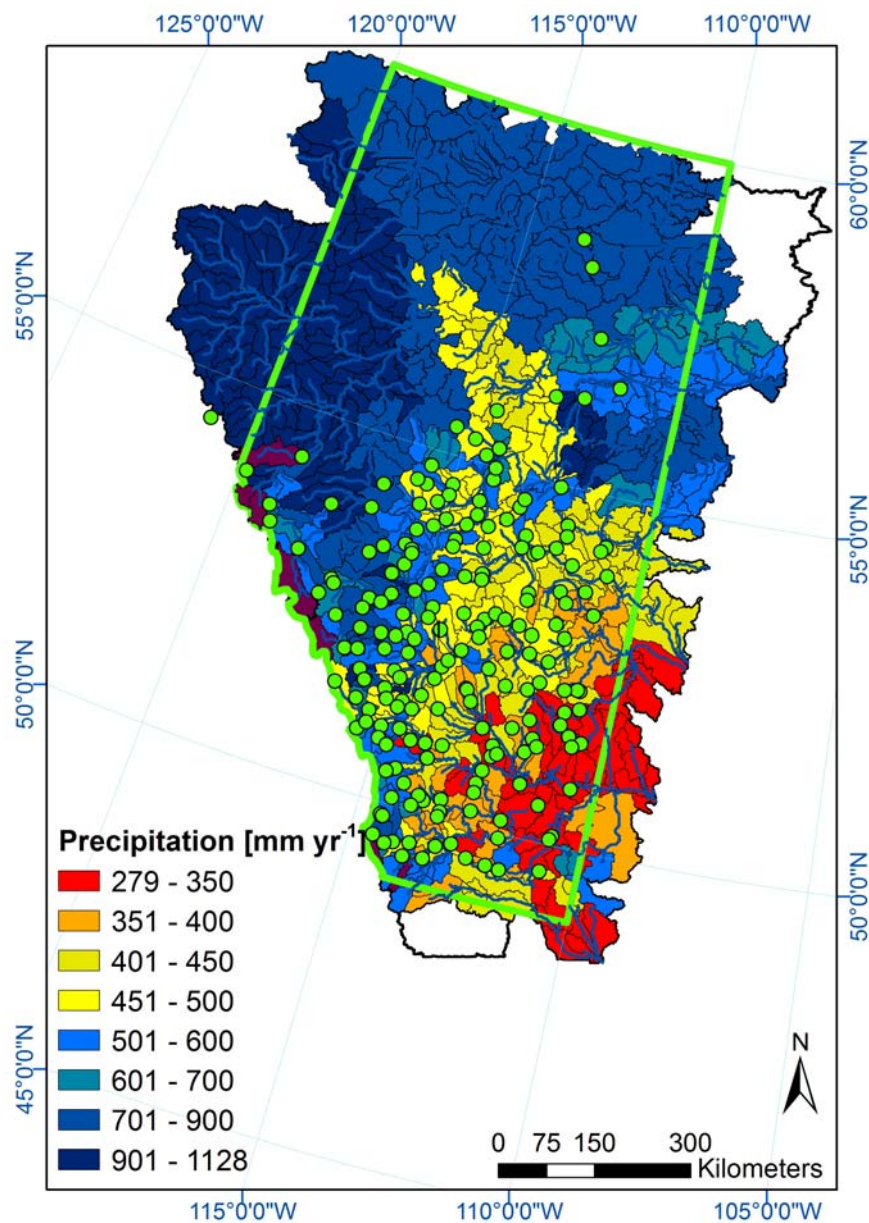 125°0'0"W 120°0'0"W 115°0'0"W 110°0'0"W
60°0'0"N
55°0'0"N
55°0'0"N
50°0'0"N
50°0'0"N
45°0'0"N
Precipitation [mm yr-1]
279 - 350
351 - 400
401 - 450
451 - 500
501 - 600
601 - 700
701 - 900
901 - 1128
N
0 75 150 300
Kilometers
115°0'0"W 110°0'0"W 105°0'0"W